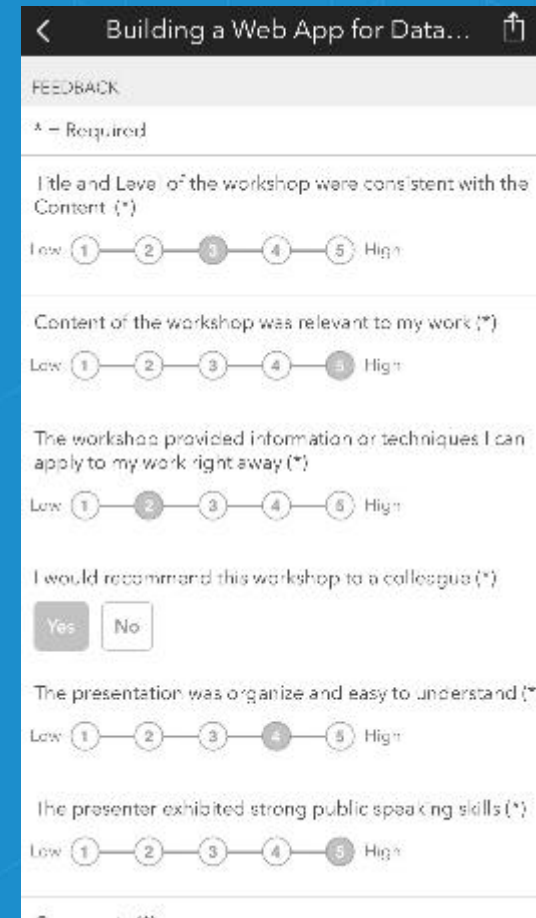 Building a Web App for Data...
FEEDBACK
* = Required
Title and Level of the workshop were consistent with the
Content (*)
Low 1 2 3 4 5 High
Content of the workshop was relevant to my work (*)
Low 1 2 3 4 5 High
The workshop provided information or techniques I can
apply to my work right away (*)
Low 1 2 3 4 5 High
I would recommend this workshop to a colleague (*)
Yes No
The presentation was organize and easy to understand (*
Low 1 2 3 4 5 High
The presenter exhibited strong public speaking skills (*)
Low 1 2 3 4 5 High